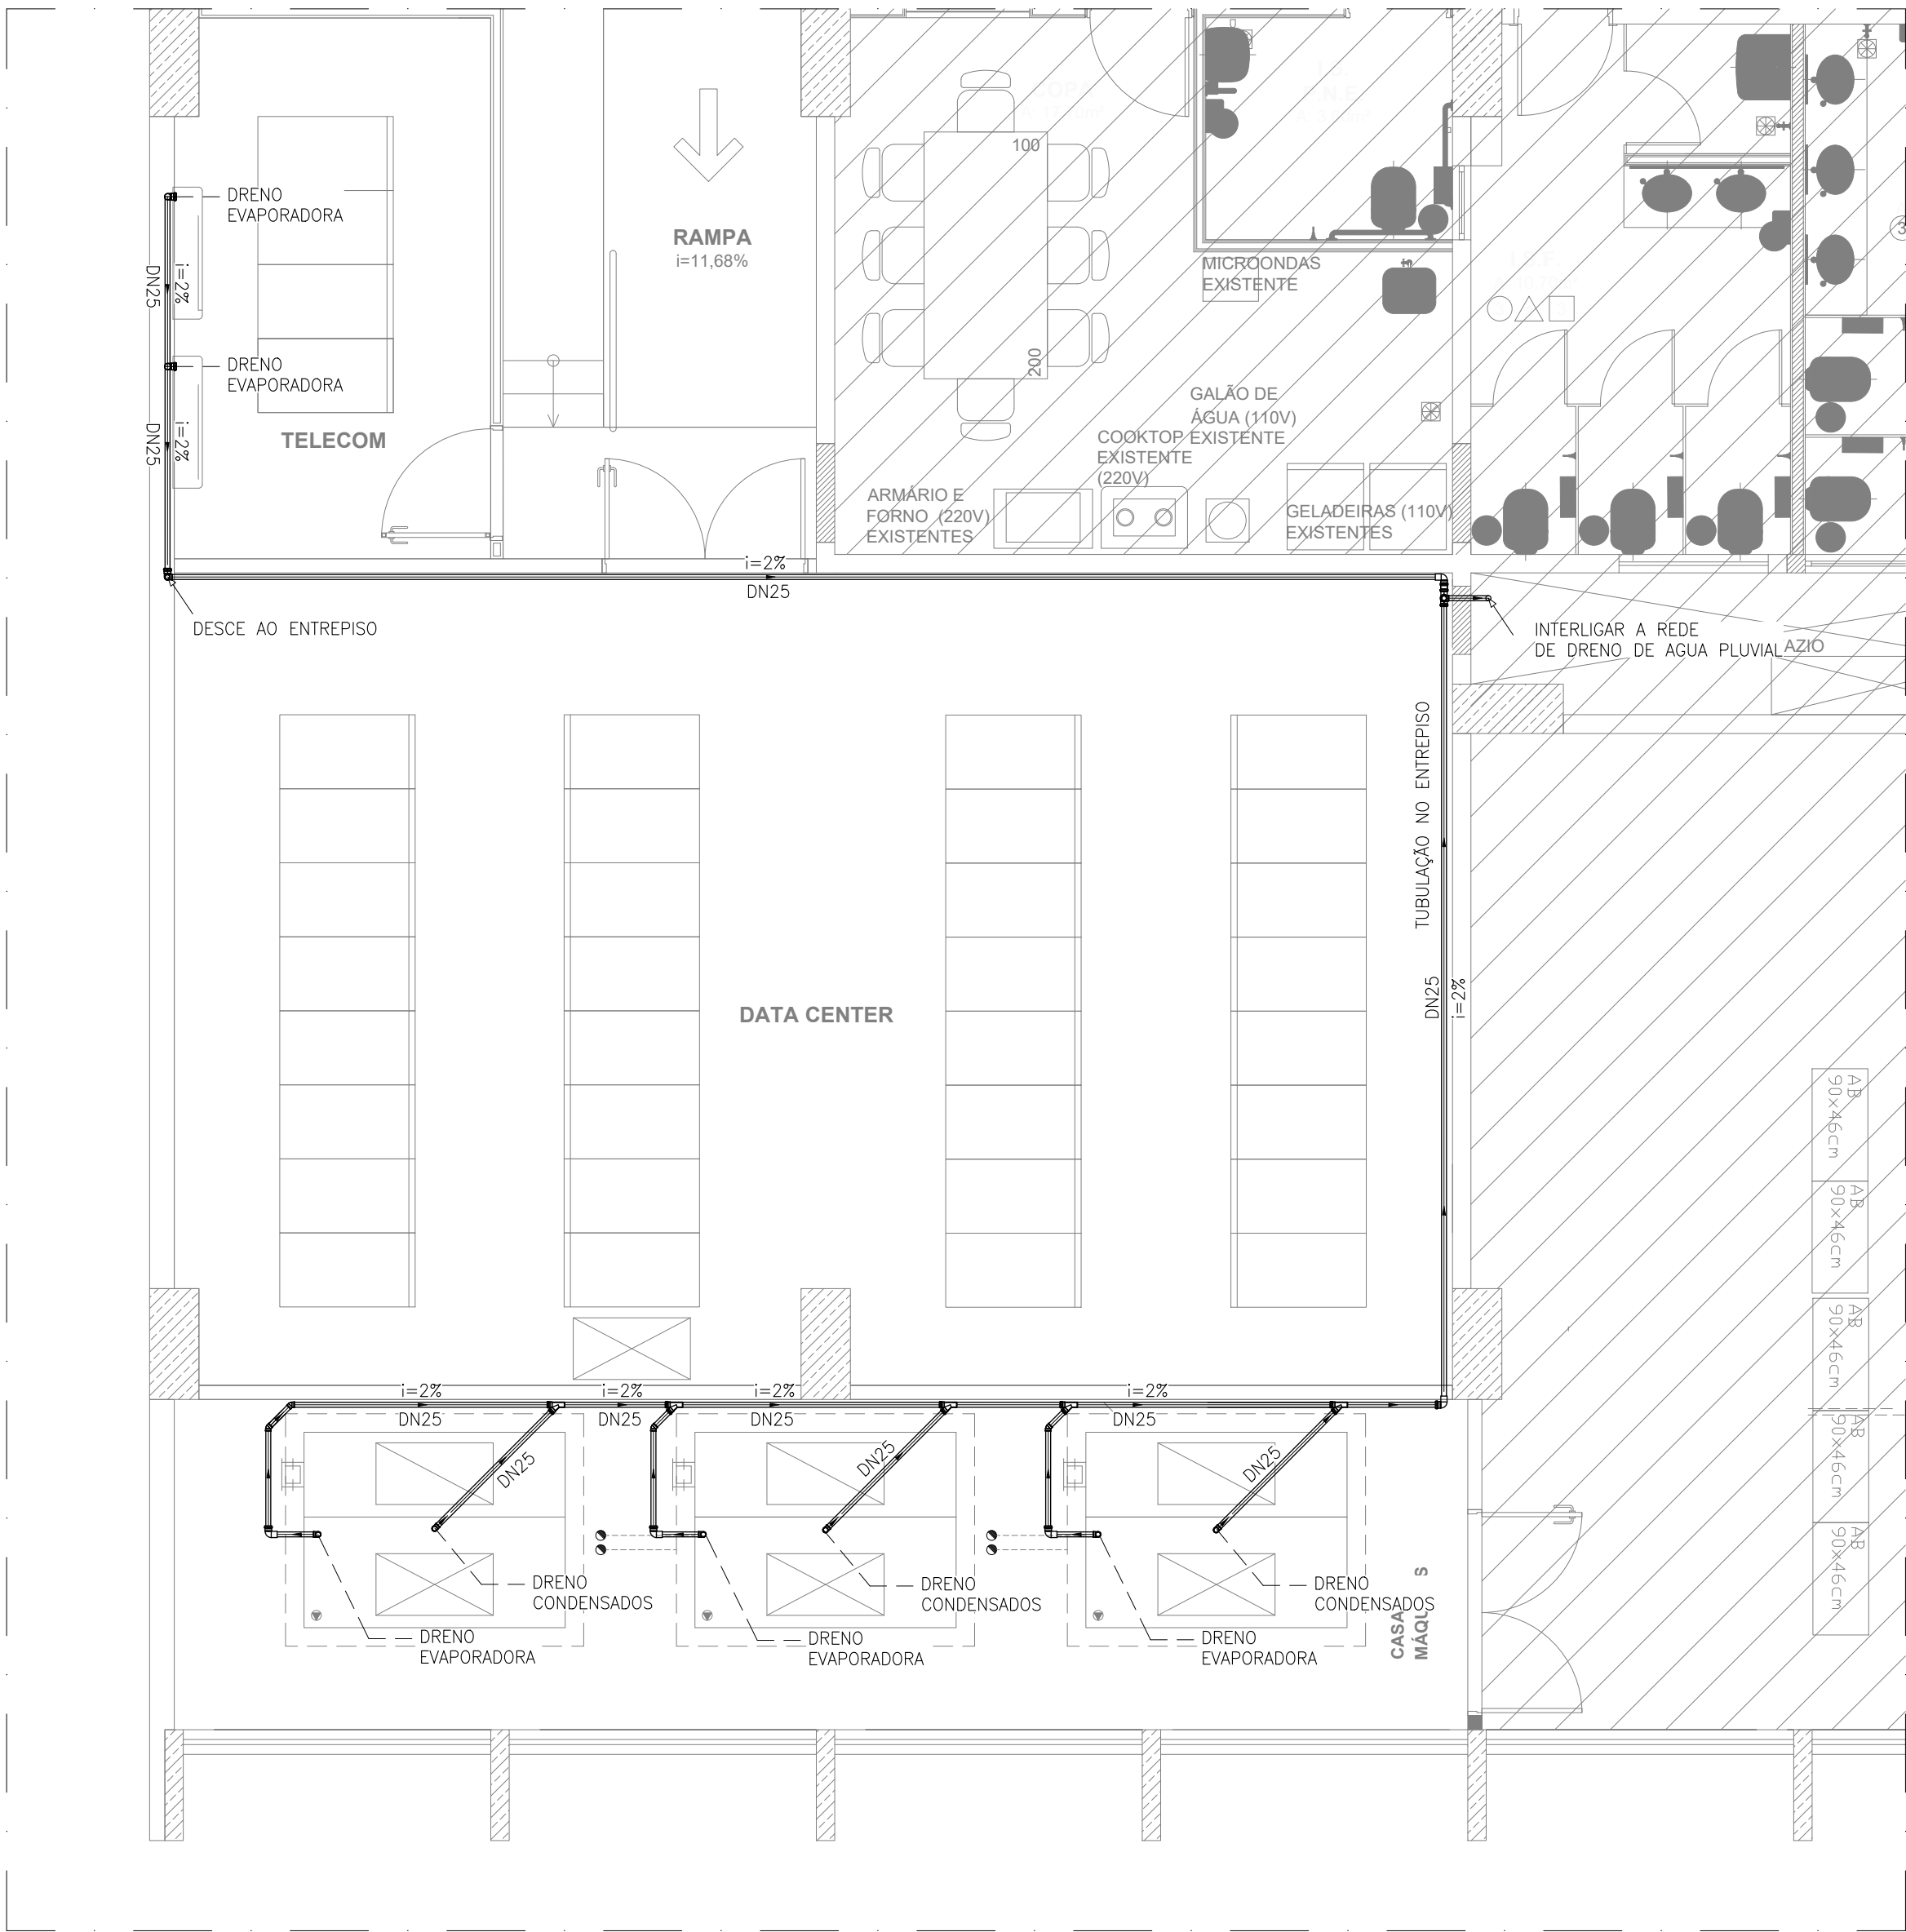 100
DRENO
EVAPORADORA
RAMPA
i=11,68%
MICROONDAS
EXISTENTE
3
i=2%
DN25
DRENO
EVAPORADORA
200
TELECOM
i=2%
DN25
GALÃO DE
ÁGUA (110V)
EXISTENTE
COOKTOP
EXISTENTE
(220V)
ARMÁRIO E
FORNO (220V)
EXISTENTES
GELADEIRAS (110V)
EXISTENTES
i=2%
DN25
DESCE AO ENTREPISO
INTERLIGAR A REDE
DE DRENO DE AGUA PLUVIAL
AZIO
TUBULAÇÃO NO ENTREPISO
DATA CENTER
DN25
i=2%
AB
90x46cm
AB
90x46cm
AB
90x46cm
AB
90x46cm
AB
90x46cm
i=2%
i=2%
i=2%
i=2%
DN25
DN25
DN25
DN25
DN25
DN25
DN25
DRENO
CONDENSADOS
DRENO
CONDENSADOS
DRENO
CONDENSADOS
DRENO
EVAPORADORA
DRENO
EVAPORADORA
DRENO
EVAPORADORA
CASA
MÁQU S